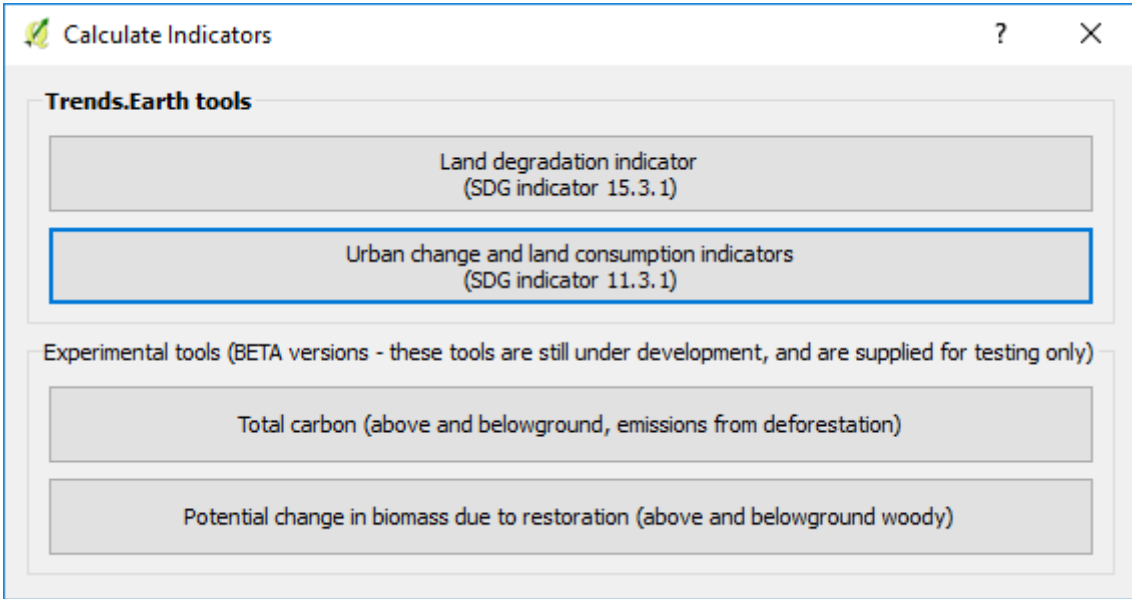 Calculate Indicators
Trends.Earth tools
Land degradation indicator
(SDG indicator 15.3.1)
Urban change and land consumption indicators
(SDG indicator 11.3.1)
Experimental tools (BETA versions - these tools are still under development, and are supplied for testing only)
Total carbon (above and belowground, emissions from deforestation)
Potential change in biomass due to restoration (above and belowground woody)